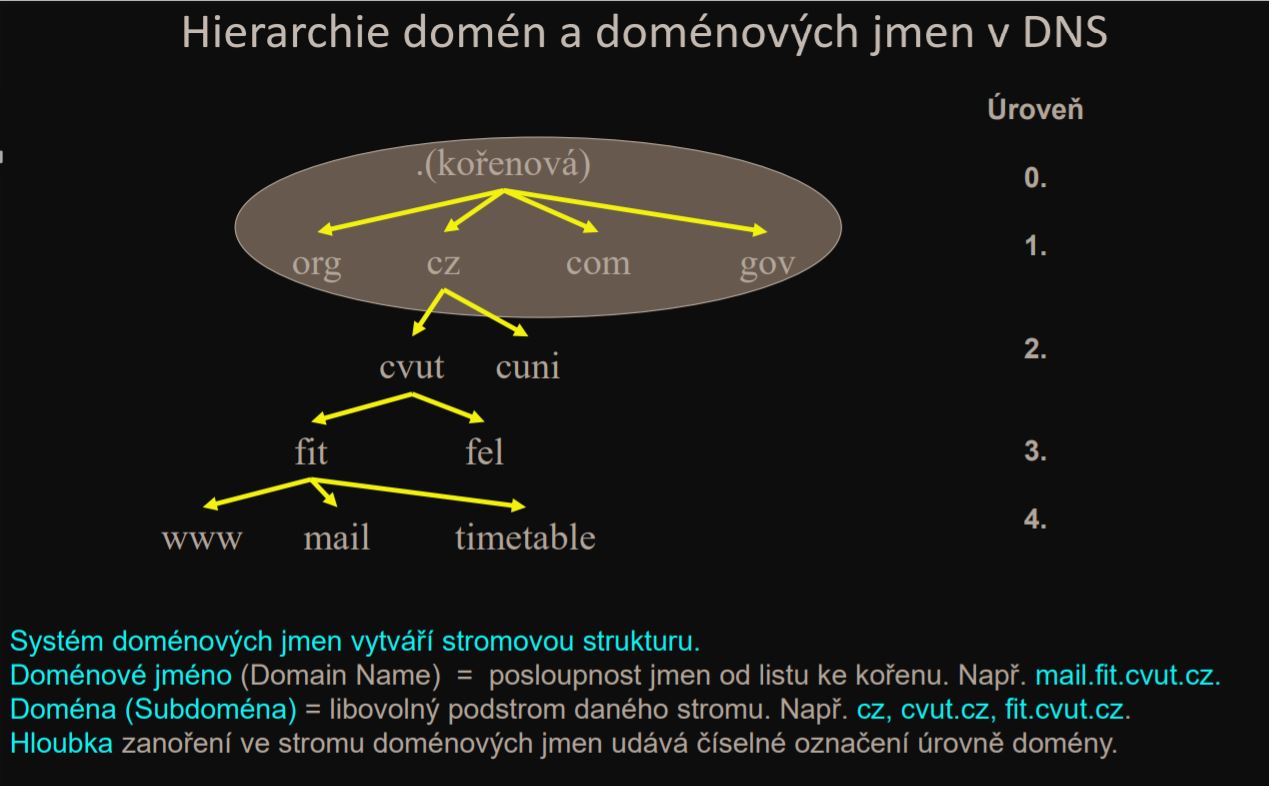 Hierarchie domén a doménových jmen v DNS
Úroveň
.(kořenová)
0.
org cz com gov
1.
cvut cuni
2.
fit fel
3.
www mail timetable
4.
Systém doménových jmen vytváří stromovou strukturu.
Doménové jméno (Domain Name) = posloupnost jmen od listu ke kořenu. Např. mail.fit.cvut.cz.
Doména (Subdoména) = libovolný podstrom daného stromu. Např. cz, cvut.cz, fit.cvut.cz.
Hloubka zanoření ve stromu doménových jmen udává číselné označení úrovně domény.